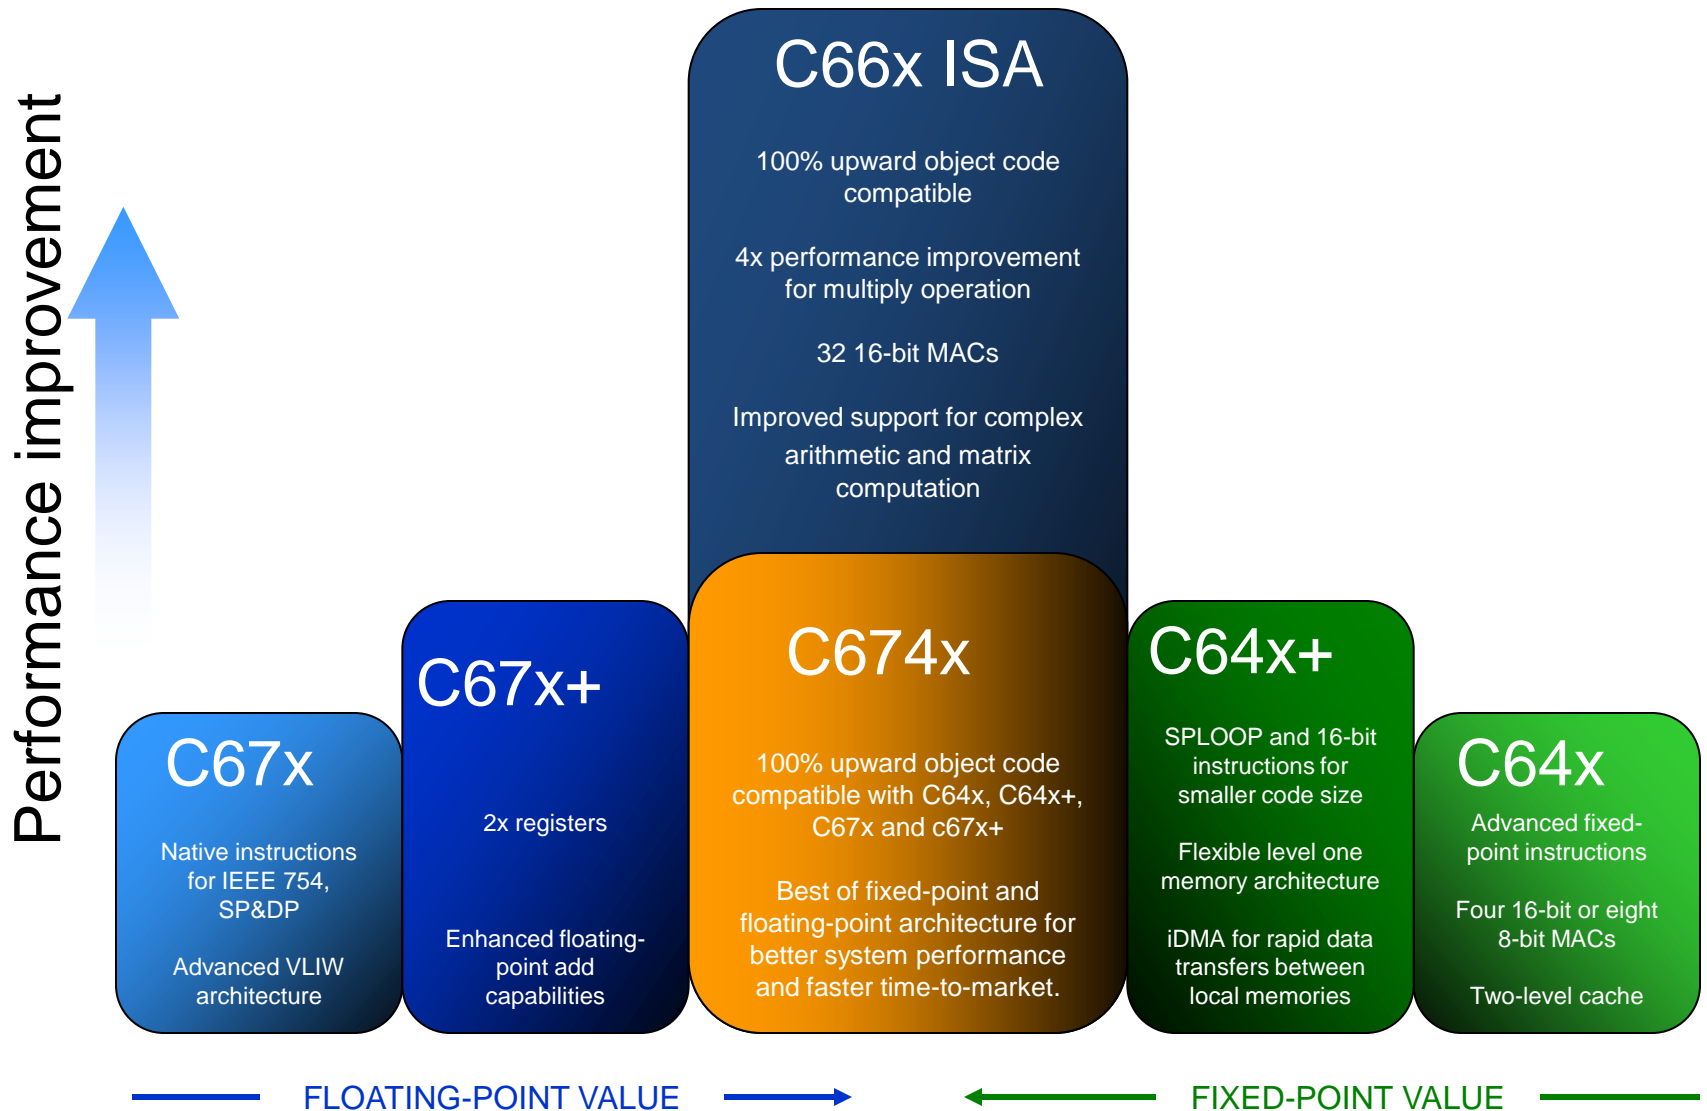 Performance improvement
C66x ISA
100% upward object code
compatible
4x performance improvement
for multiply operation
32 16-bit MACs
Improved support for complex
arithmetic and matrix
computation
C67x
Native instructions
for IEEE 754,
SP&DP
Advanced VLIW
architecture
C67x+
2x registers
Enhanced floating-
point add
capabilities
C674x
100% upward object code
compatible with C64x, C64x+,
C67x and c67x+
Best of fixed-point and
floating-point architecture for
better system performance
and faster time-to-market.
C64x+
SPLOOP and 16-bit
instructions for
smaller code size
Flexible level one
memory architecture
iDMA for rapid data
transfers between
local memories
C64x
Advanced fixed-
point instructions
Four 16-bit or eight
8-bit MACs
Two-level cache
FLOATING-POINT VALUE
FIXED-POINT VALUE